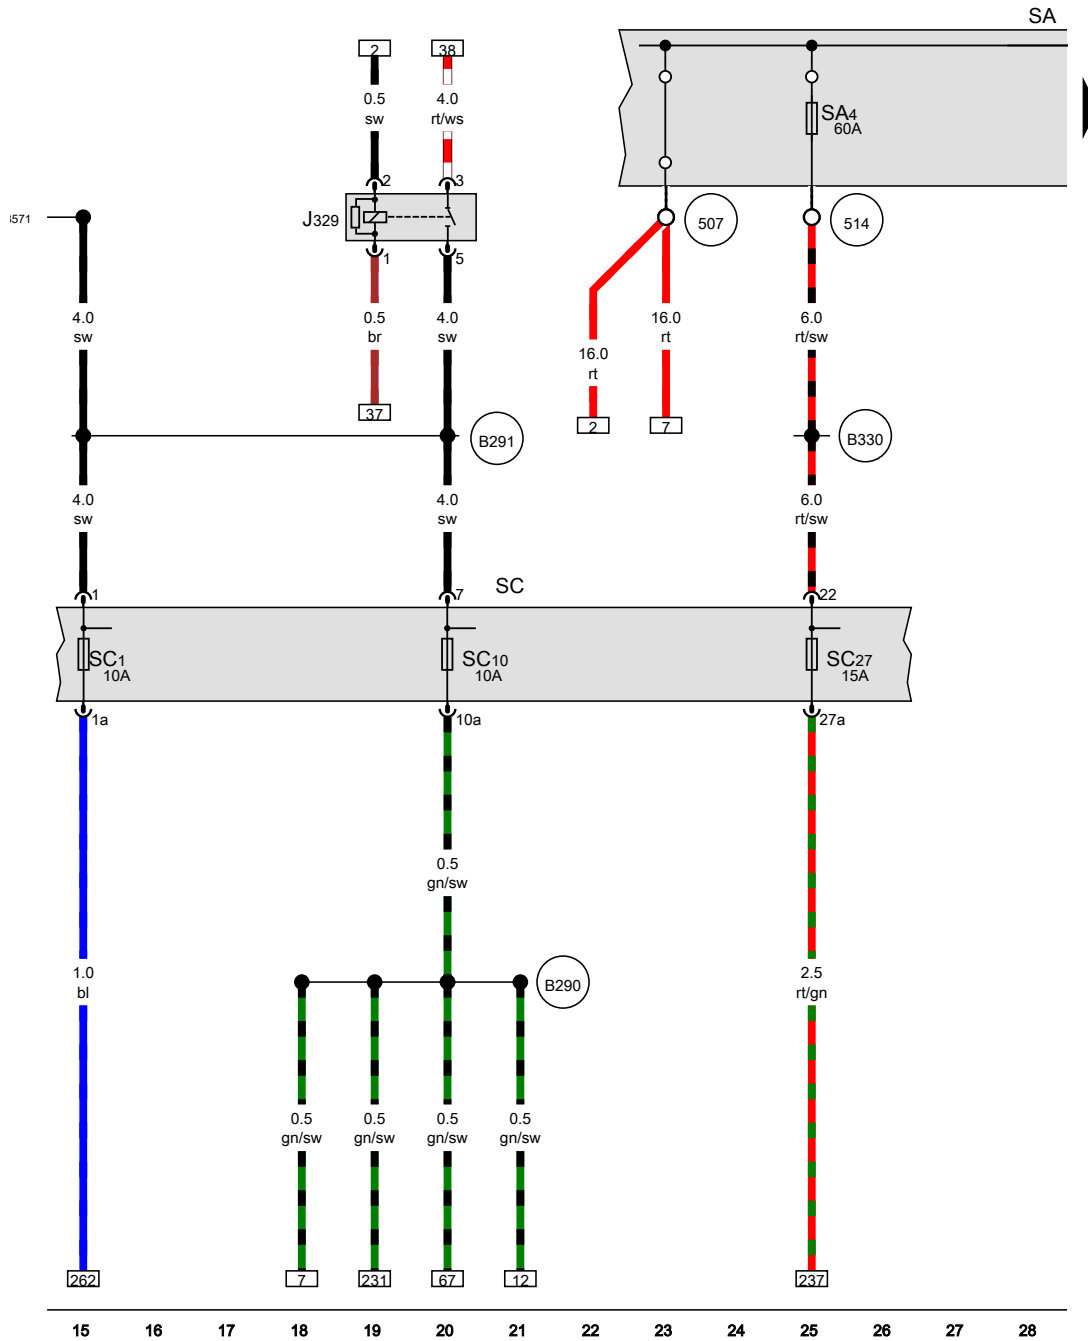 SA
2 38
0.5 4.0
sw rt/ws
SA4
60A
2 3
J329
507 514
1 5
4.0 0.5 4.0 16.0 6.0
sw br sw rt rt/sw
16.0
rt
37
2 7
B291 B330
4.0 4.0 6.0
sw sw rt/sw
1 7 SC 22
SC1 SC10 SC27
10A 10A 15A
1a 10a 27a
0.5
gn/sw
1.0 2.5
bl rt/gn
B290
0.5 0.5 0.5 0.5
gn/sw gn/sw gn/sw gn/sw
262 7 231 67 12 237
15 16 17 18 19 20 21 22 23 24 25 26 27 28